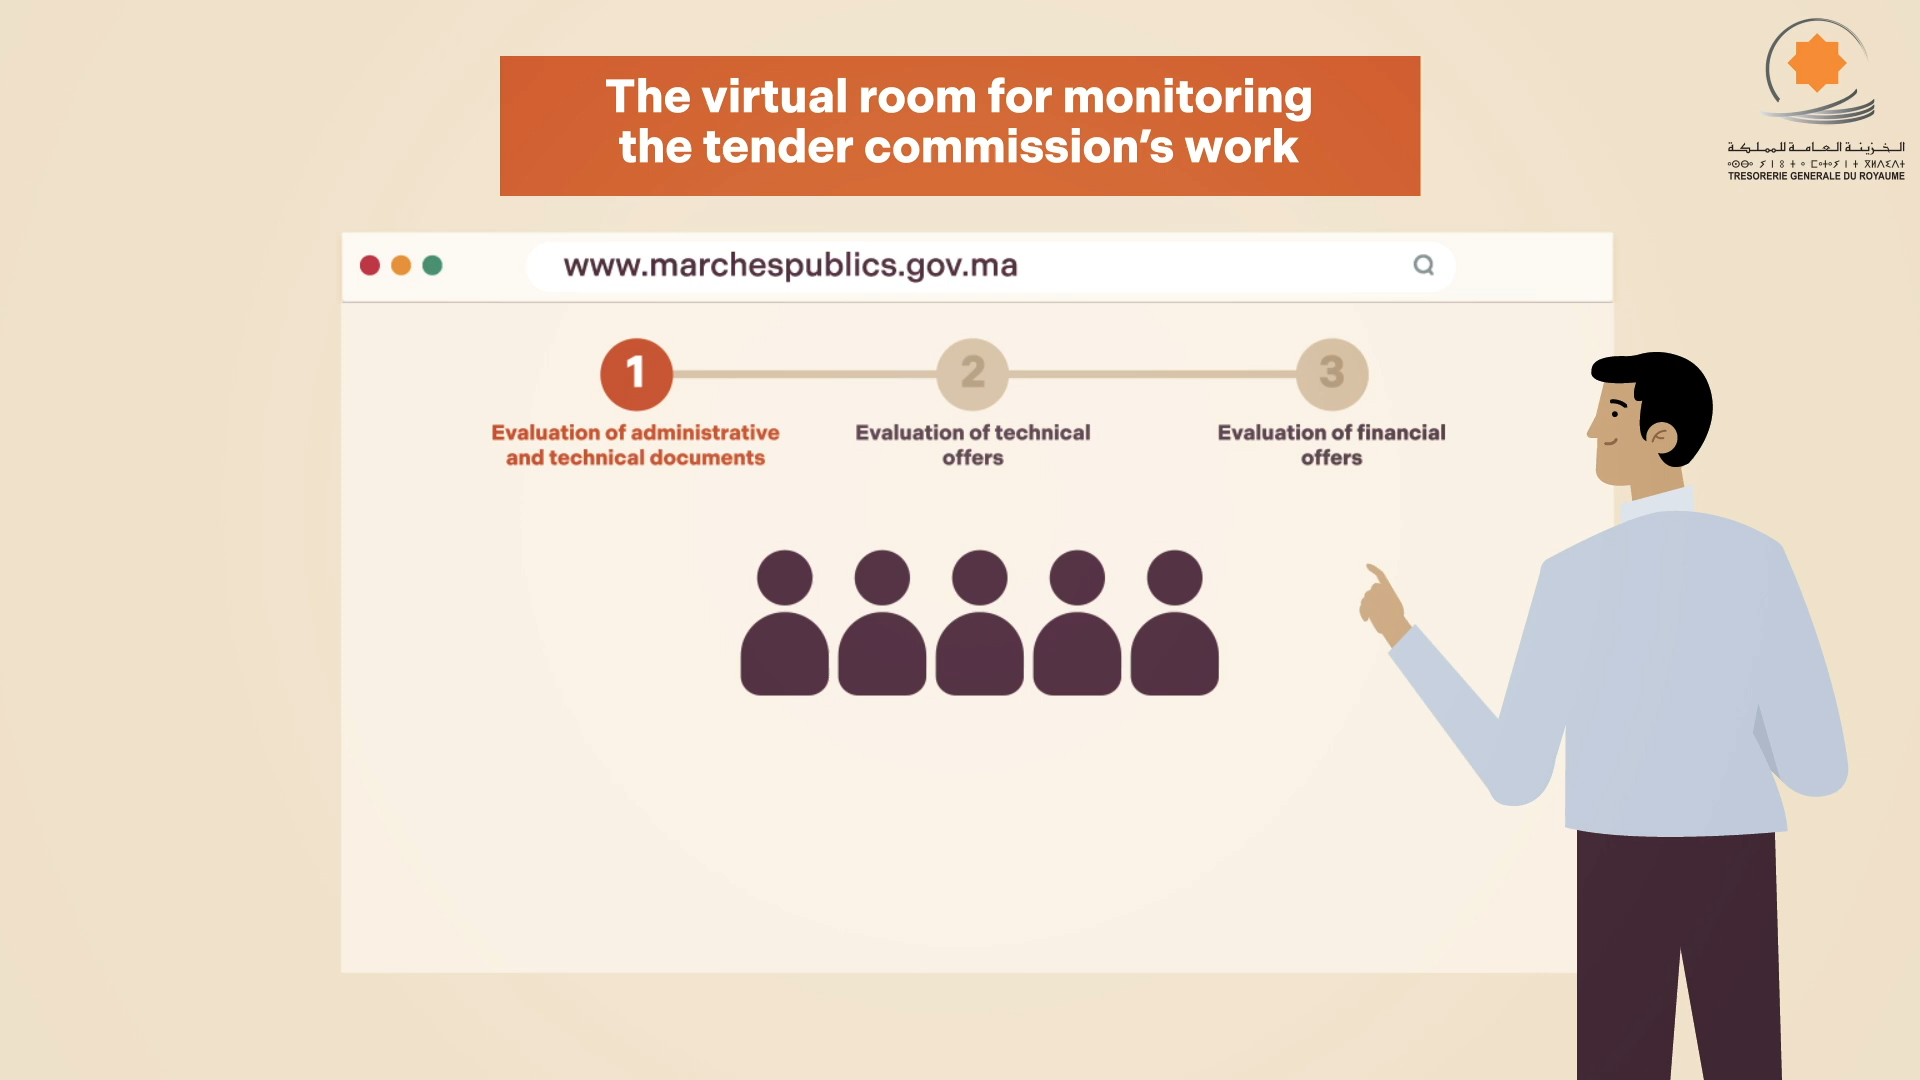 The virtual room for monitoring
the tender commission's work
الخزينة العامة للمملكة
TRESORERIE GENERALE DU ROYAUME
www.marchespublics.gov.ma
1
2
3
Evaluation of administrative
and technical documents
Evaluation of technical
offers
Evaluation of financial
offers